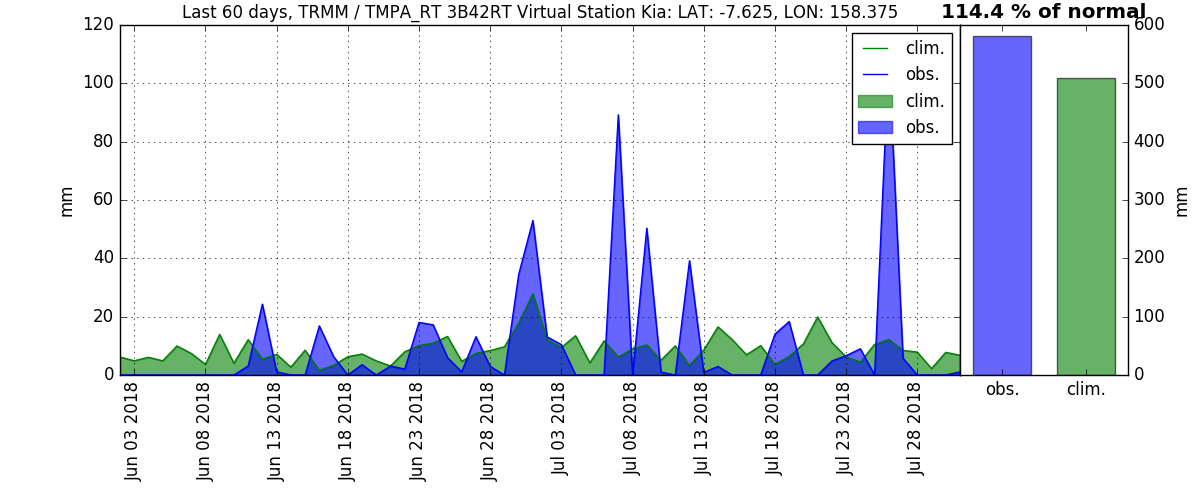 Last 60 days, TRMM / TMPA_RT 3B42RT Virtual Station Kia: LAT: -7.625, LON: 158.375
114.4 % of normal
120
100
80
60
40
20
0
mm
clim.
obs.
clim.
obs.
600
500
400
300
200
100
0
mm
Jun 03 2018
Jun 08 2018
Jun 13 2018
Jun 18 2018
Jun 23 2018
Jun 28 2018
Jul 03 2018
Jul 08 2018
Jul 13 2018
Jul 18 2018
Jul 23 2018
Jul 28 2018
obs.
clim.